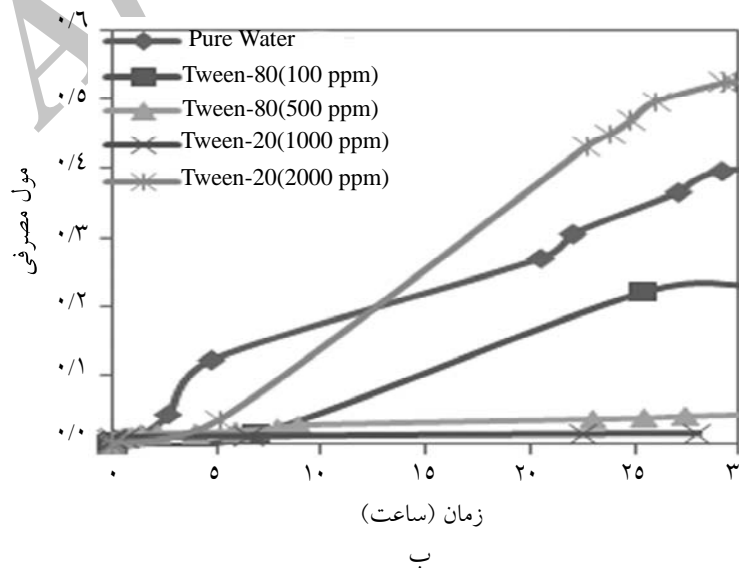 ۰/۶
۰/۵
۰/٤
۰/۳
۰/۲
۰/۱
۰/۰
مول مصرفی
Pure Water
Tween-80(100 ppm)
Tween-80(500 ppm)
Tween-20(1000 ppm)
Tween-20(2000 ppm)
۰ ۵ ۱۰ ۱۵ ۲۰ ۲۵ ۳
زمان (ساعت)
ب